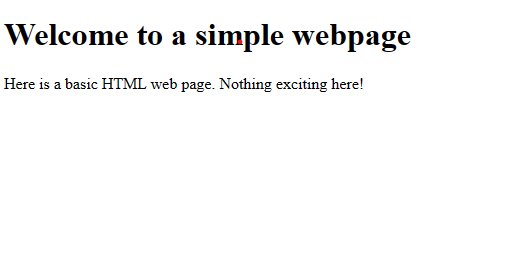 Welcome to a simple webpage
Here is a basic HTML web page. Nothing exciting here!